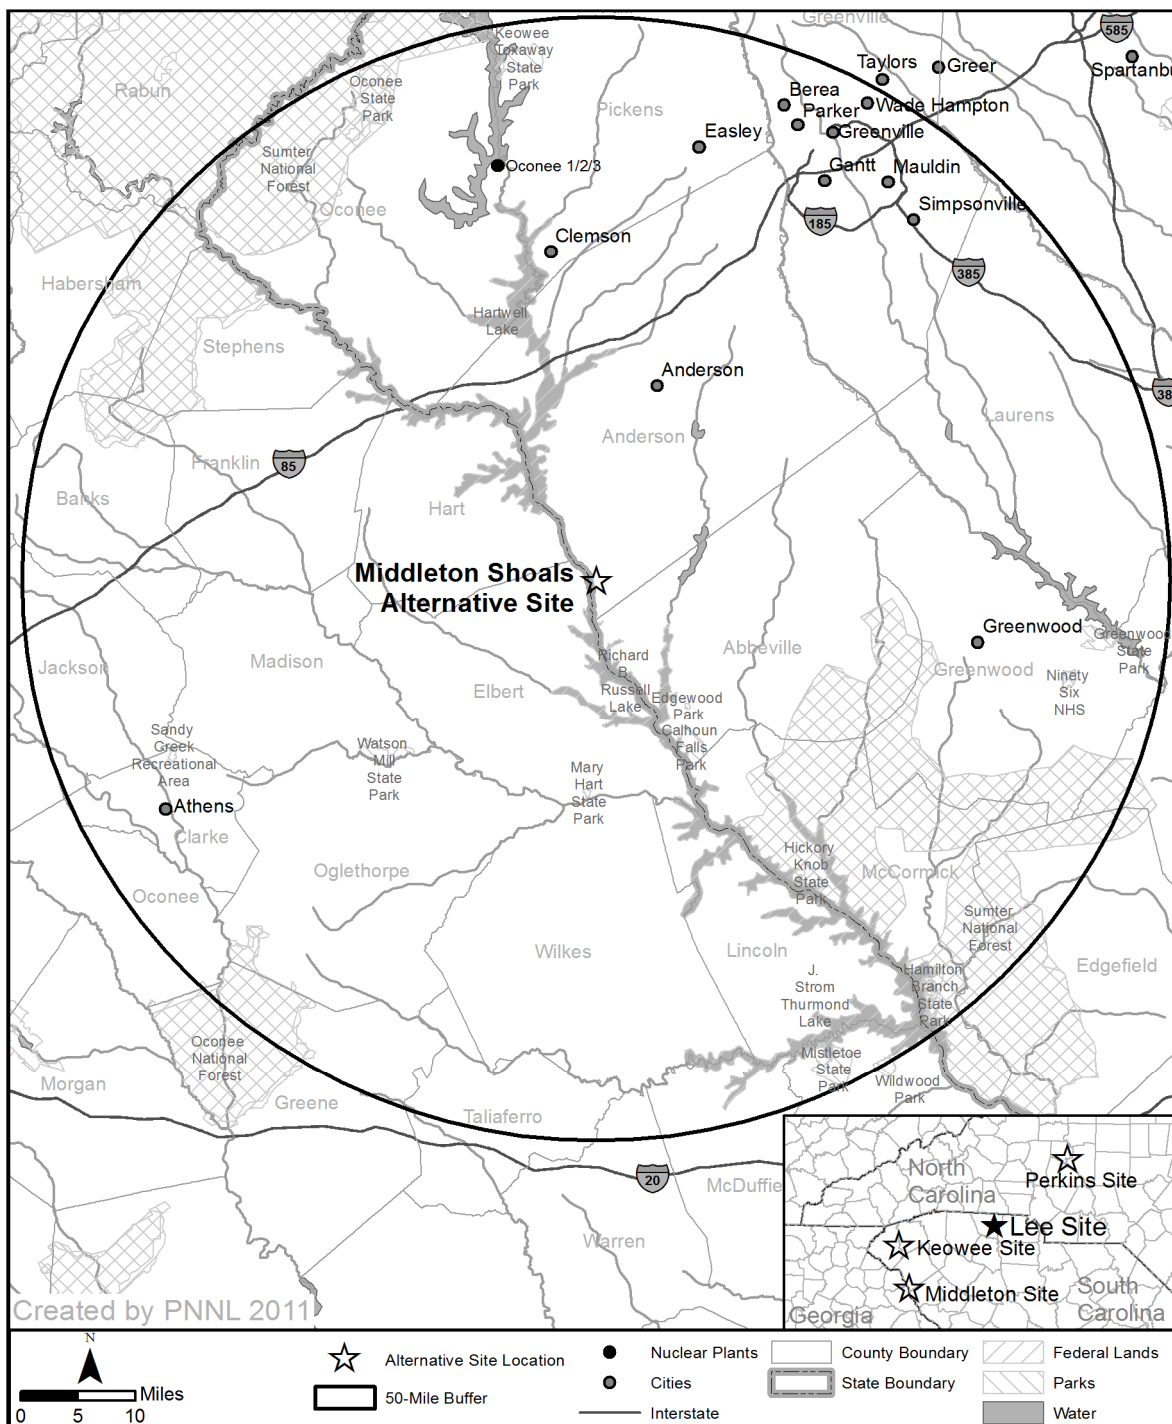 Greenville
585
Keowee
Toxaway
State
Park
Taylors
Greer
Spartanbu
Rabun
Oconee
State
Park
Pickens
Berea
Parker
Wade Hampton
Greenville
Easley
Sumter
National
Forest
Oconee 1/2/3
Gantt
Mauldin
Oconee
Simpsonville
185
Clemson
385
Habersham
Hartwell
Lake
Stephens
Anderson
38
Laurens
Anderson
Franklin
85
Banks
Hart
Middleton Shoals
Alternative Site
Greenwood
Greenwood
State
Park
Jackson
Madison
Richard
B.
Russell
Lake
Abbeville
Greenwood
Ninety
Six
NHS
Elbert
Edgewood
Park
Calhoun
Falls
Park
Sandy
Creek
Recreational
Area
Watson
Mill
State
Park
Mary
Hart
State
Park
Athens
Clarke
Oglethorpe
Hickory
Knob
State
Park
McCormick
Oconee
Sumter
National
Forest
Wilkes
Lincoln
J.
Strom
Thurmond
Lake
Hamilton
Branch
State
Park
Edgefield
Oconee
National
Forest
Mistletoe
State
Park
Wildwood
Park
Morgan
Greene
Taliaferro
20
McDuffie
Warren
North
Carolina
Perkins Site
Lee Site
Keowee Site
Middleton Site
South
Carolina
Georgia
Created by PNNL 2011
N
Miles
0 5 10
Alternative Site Location
50-Mile Buffer
Nuclear Plants
Cities
Interstate
County Boundary
State Boundary
Federal Lands
Parks
Water